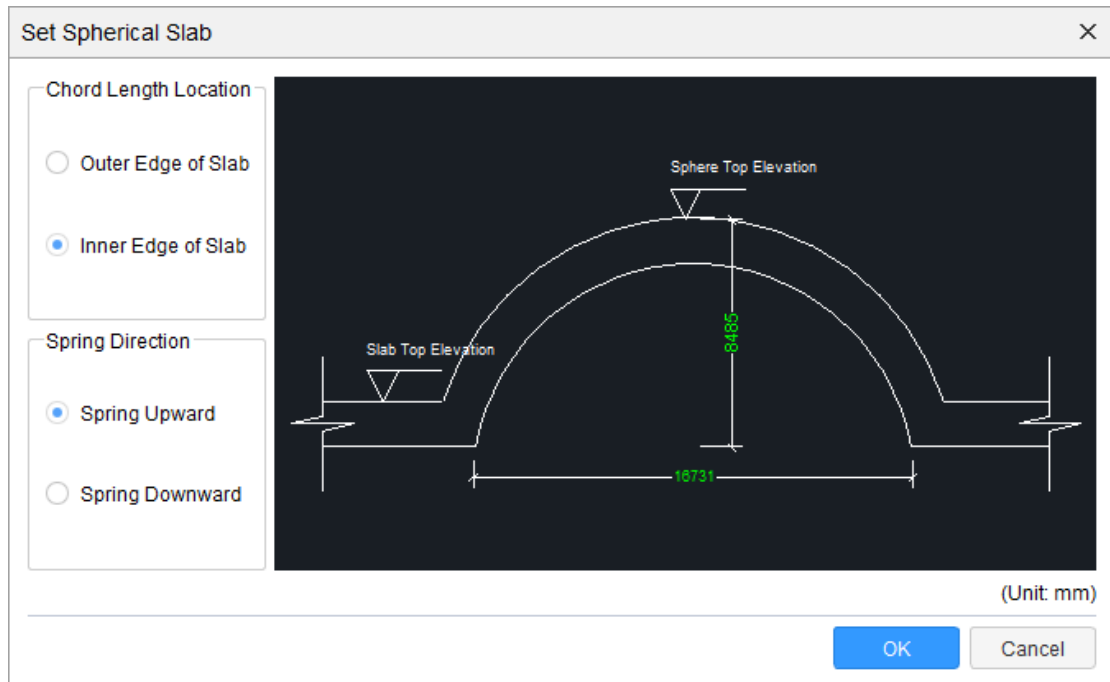 Set Spherical Slab
Chord Length Location
Outer Edge of Slab
Inner Edge of Slab
Spring Direction
Spring Upward
Spring Downward
Sphere Top Elevation
Slab Top Elevation
8485
16731
(Unit: mm)
OK
Cancel